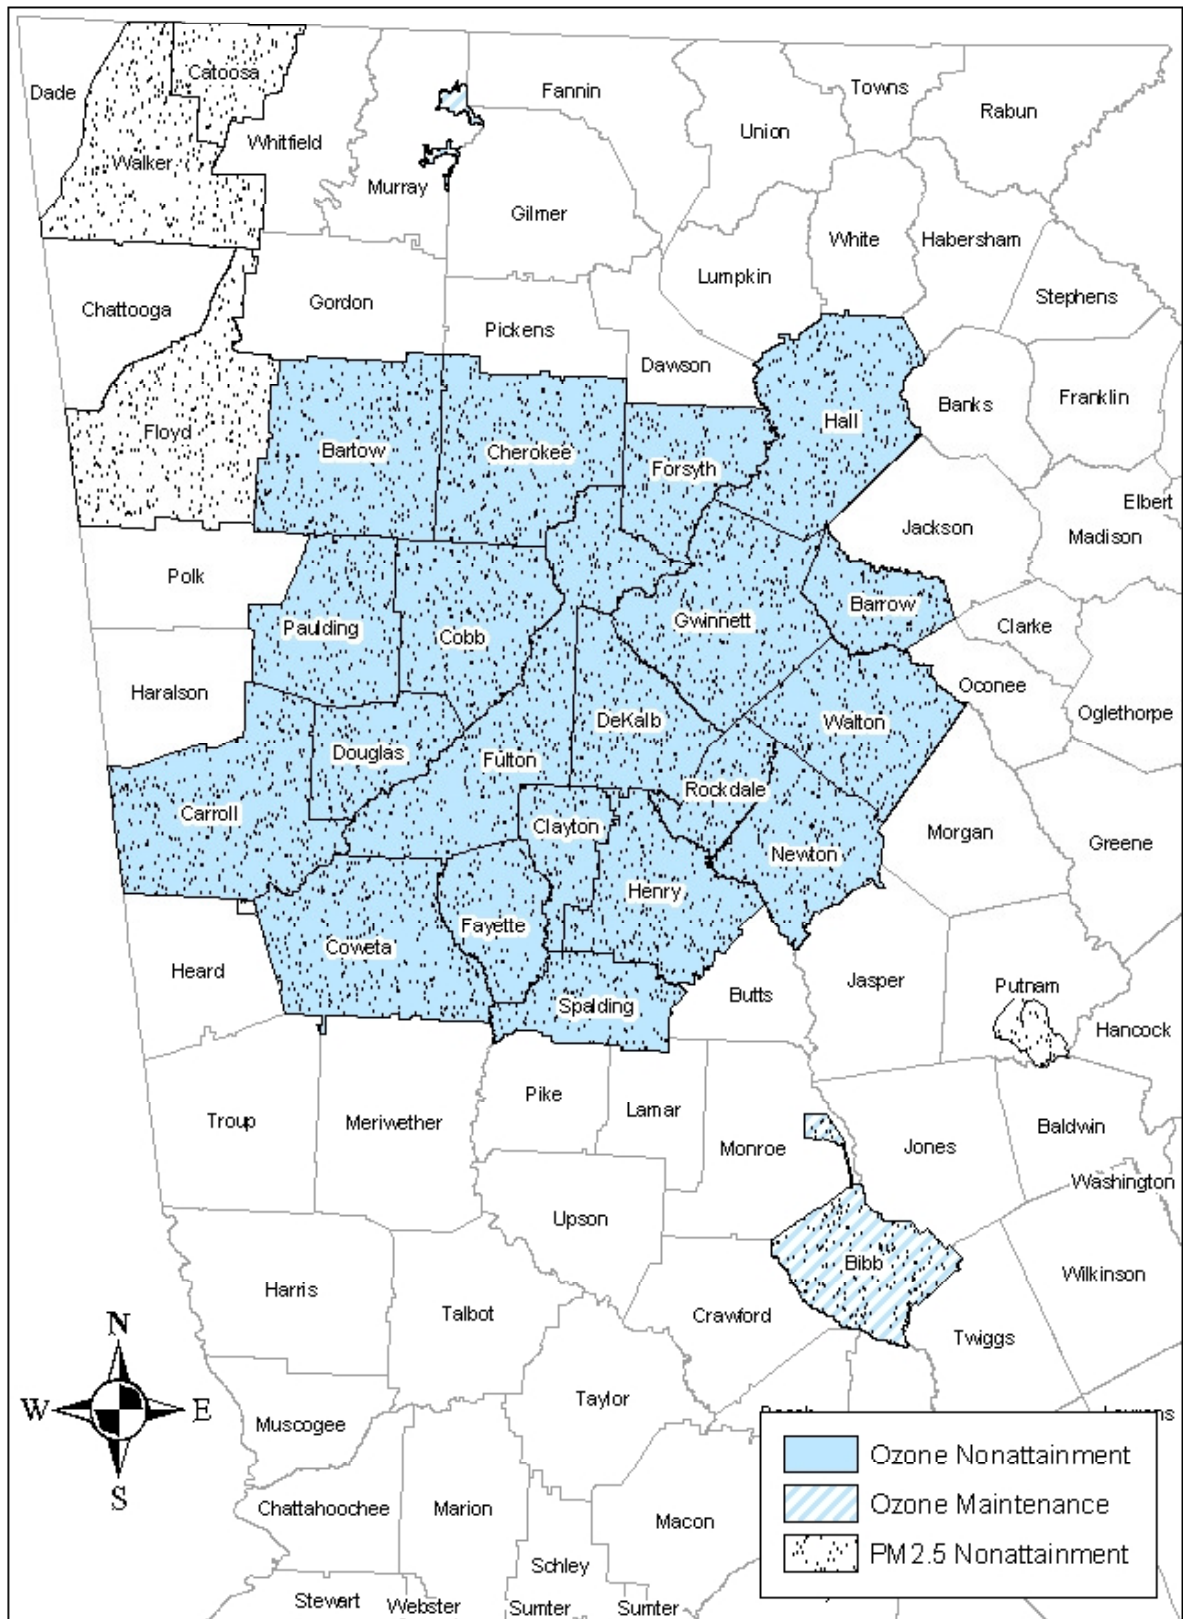 Dade
Catoosa
Fannin
Towns
Rabun
Union
Whitfield
Walker
Murray
Gilmer
White
Habersham
Lumpkin
Stephens
Chattooga
Gordon
Pickens
Dawson
Franklin
Banks
Hall
Floyd
Bartow
Cherokee
Forsyth
Elbert
Jackson
Madison
Polk
Barrow
Paulding
Cobb
Gwinnett
Clarke
Haralson
Oconee
Oglethorpe
DeKalb
Walton
Douglas
Fulton
Rockdale
Carroll
Clayton
Morgan
Greene
Newton
Henry
Fayette
Coweta
Heard
Jasper
Putnam
Butts
Spalding
Hancock
Pike
Lamar
Troup
Meriwether
Monroe
Jones
Baldwin
Washington
Upson
Bibb
Wilkinson
Harris
Talbot
Crawford
Twiggs
N
W E
S
Taylor
Muscogee
Chattahoochee
Marion
Macon
Schley
Stewart
Webster
Sumter
Sumter
Ozone Nonattainment
Ozone Maintenance
PM2.5 Nonattainment